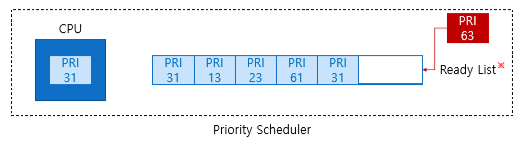 PRI
63
CPU
PRI
31
PRI
31
PRI
13
PRI
23
PRI
61
PRI
31
Ready List
Priority Scheduler